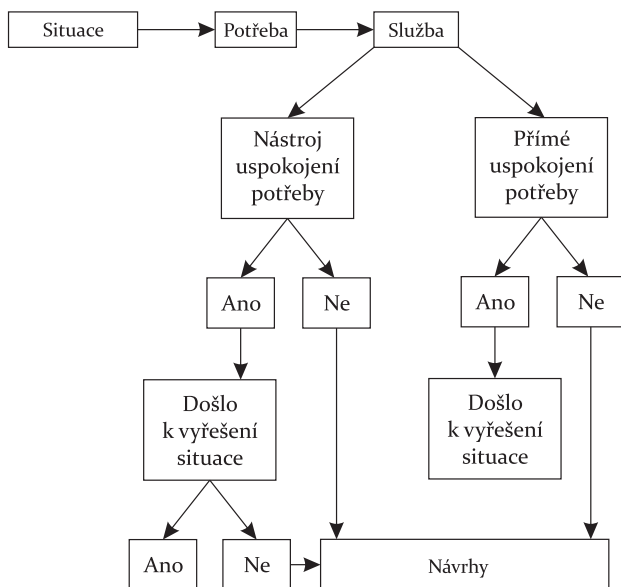 Situace
Potřeba
Služba
Nástroj
uspokojení
potřeby
Přímé
uspokojení
potřeby
Ano
Ne
Ano
Ne
Došlo
k vyřešení
situace
Došlo
k vyřešení
situace
Ano
Ne
Návrhy